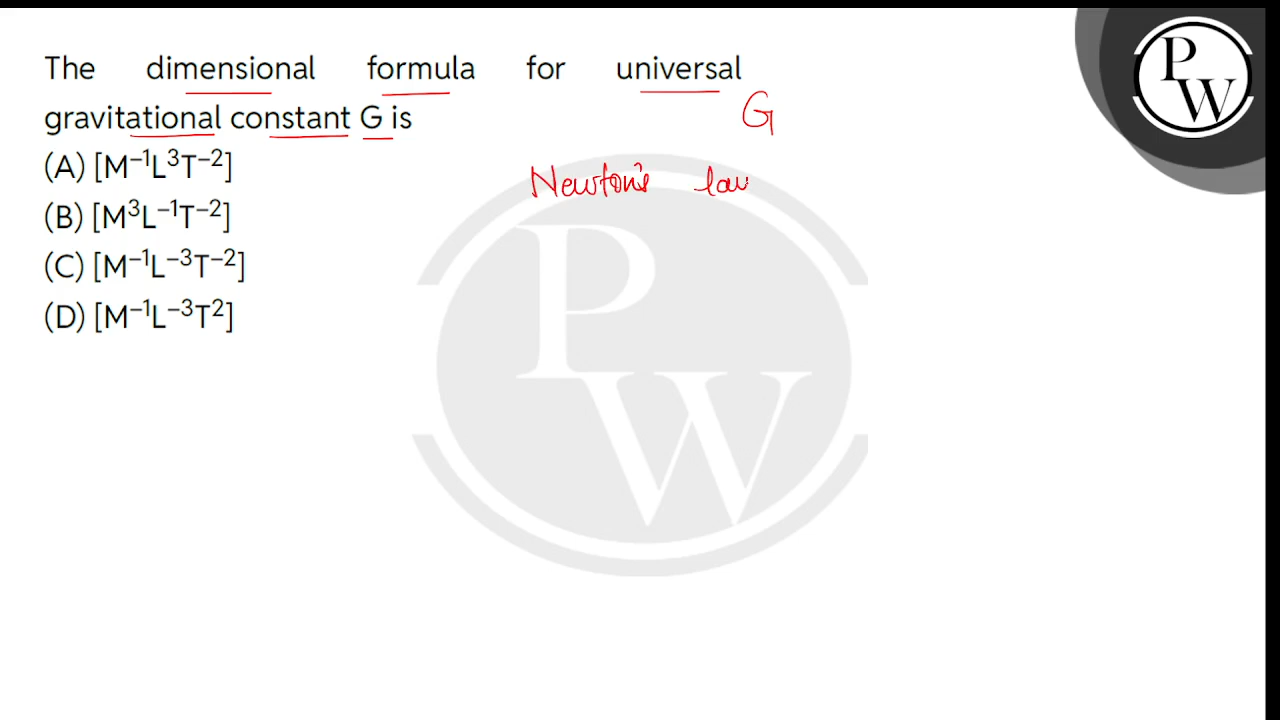 The dimensional formula for universal
gravitational constant G is
G
(A) [M⁻¹L³T⁻²]
Newton's law
(B) [M³L⁻¹T⁻²]
(C) [M⁻¹L⁻³T⁻²]
(D) [M⁻¹L⁻³T²]
P
W
P
W